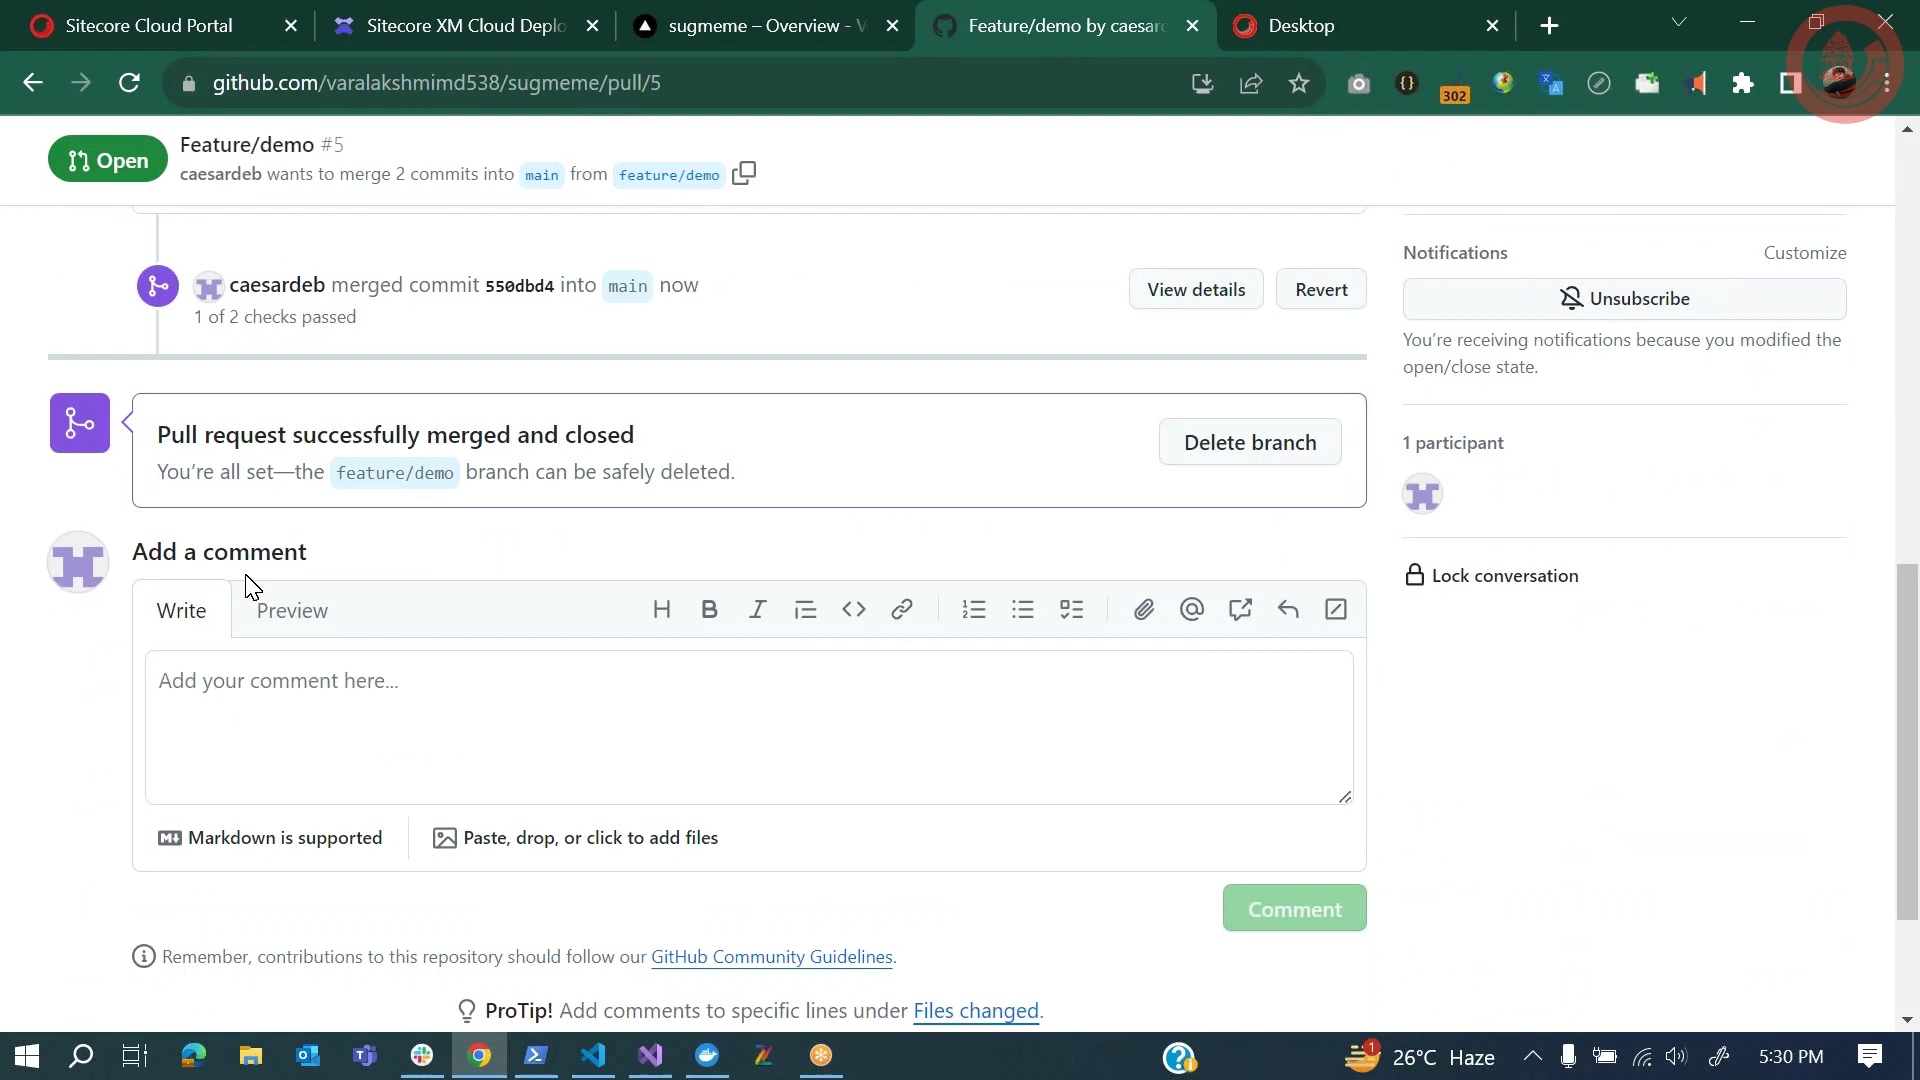 Sitecore Cloud Portal
Sitecore XM Cloud Deplo
sugmeme – Overview - V
Feature/demo by caesar
Desktop
github.com/varalakshmimd538/sugmeme/pull/5
302
Open
Feature/demo #5
caesardeb wants to merge 2 commits into main from feature/demo
caesardeb merged commit 550dbd4 into main now
View details
Revert
1 of 2 checks passed
Notifications
Customize
Unsubscribe
You're receiving notifications because you modified the
open/close state.
Pull request successfully merged and closed
You're all set—the feature/demo branch can be safely deleted.
Delete branch
1 participant
Lock conversation
Add a comment
Write
Preview
Add your comment here...
Markdown is supported
Paste, drop, or click to add files
Comment
Remember, contributions to this repository should follow our GitHub Community Guidelines.
ProTip! Add comments to specific lines under Files changed.
1
26°C Haze
5:30 PM